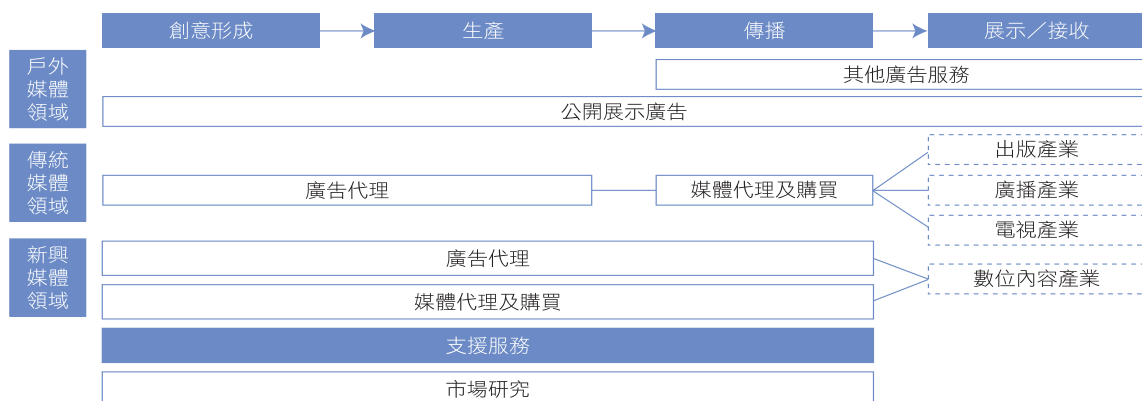 創意形成
生產
傳播
展示／接收
戶外
媒體
領域
其他廣告服務
公開展示廣告
傳統
媒體
領域
廣告代理
媒體代理及購買
出版產業
廣播產業
電視產業
新興
媒體
領域
廣告代理
媒體代理及購買
數位內容產業
支援服務
市場研究